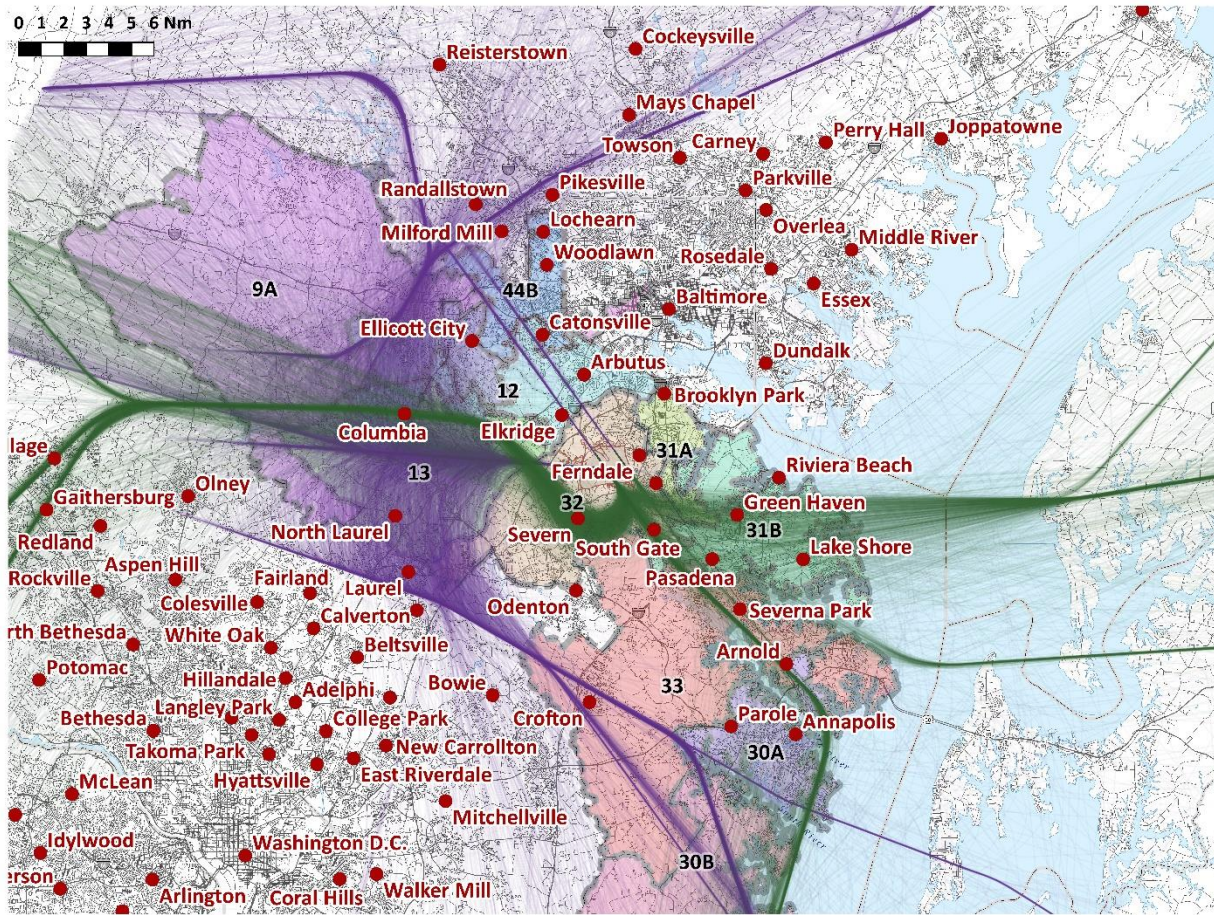 0 1 2 3 4 5 6 Nm
Cockeysville
Reisterstown
Mays Chapel
Towson
Carney
Perry Hall
Joppatowne
Randallstown
Pikesville
Parkville
Milford Mill
Lochearn
Overlea
Middle River
Woodlawn
Rosedale
9A
44B
Essex
Baltimore
Ellicott City
Catonsville
Dundalk
Arbutus
12
Brooklyn Park
Columbia
Elkridge
31A
lage
13
Ferndale
Riviera Beach
Gaithersburg
Olney
32
Green Haven
North Laurel
Severn
31B
Redland
South Gate
Lake Shore
Aspen Hill
Pasadena
Rockville
Fairland
Laurel
Odenton
Colesville
Calverton
Severna Park
rth Bethesda
White Oak
Beltsville
Arnold
Potomac
Hillandale
Adelphi
Bowie
33
Langley Park
Crofton
Bethesda
College Park
Parole
Annapolis
Takoma Park
New Carrollton
30A
Hyattsville
East Riverdale
McLean
Mitchellville
Idylwood
Washington D.C.
30B
erson
Arlington
Coral Hills
Walker Mill